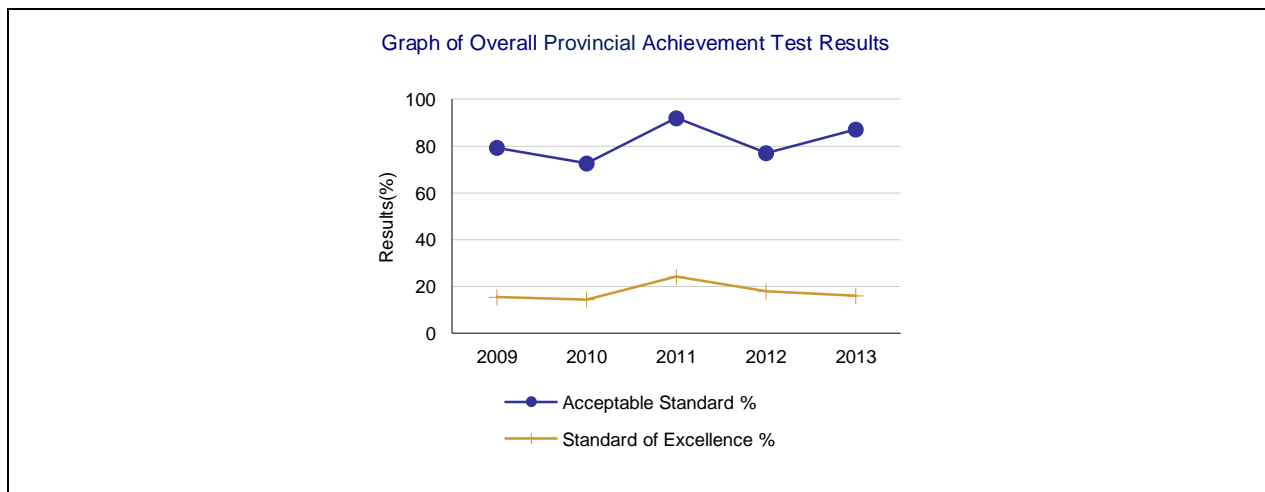 Graph of Overall Provincial Achievement Test Results
100
80
60
40
20
0
Results(%)
2009 2010 2011 2012 2013
Acceptable Standard %
Standard of Excellence %